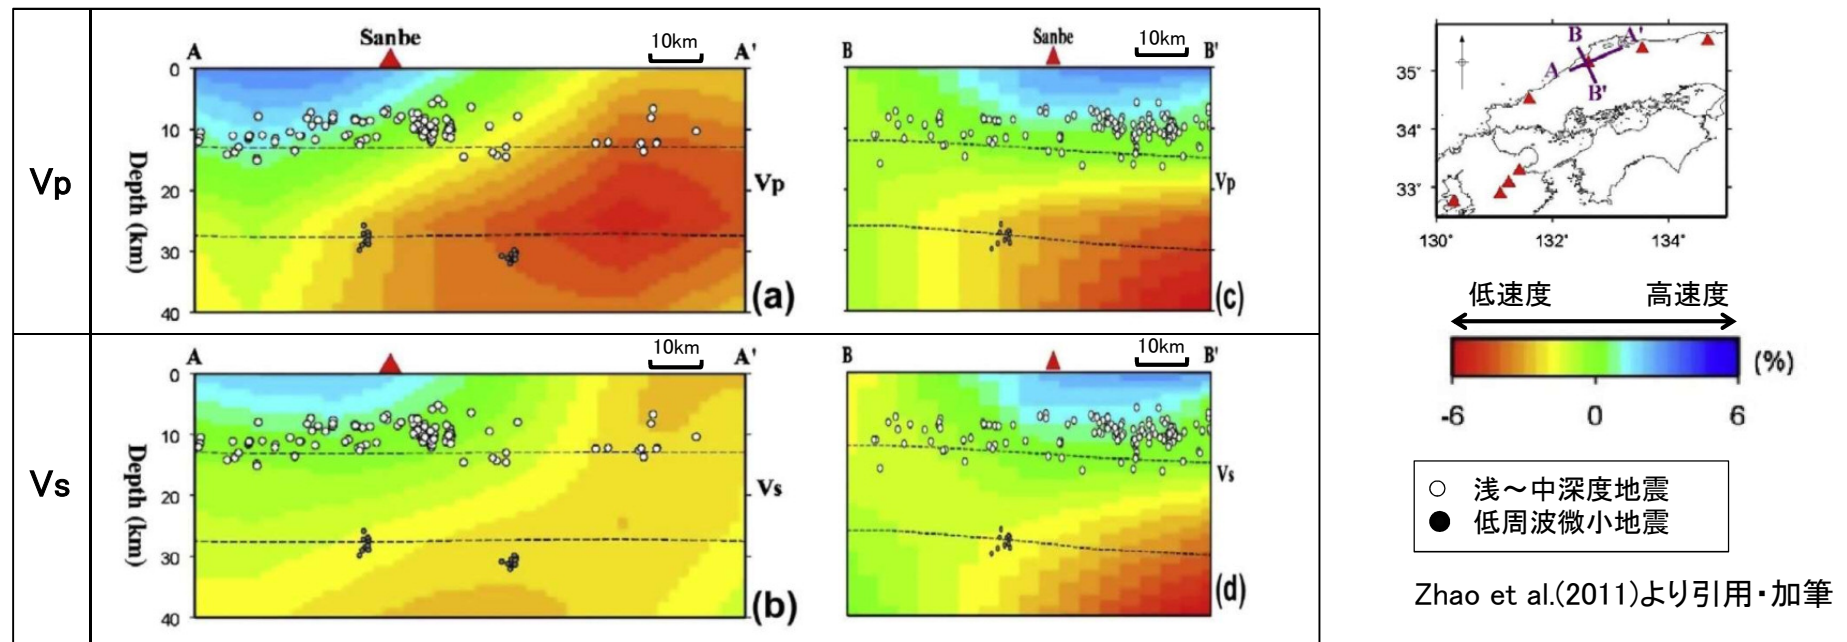 Vp
Sanbe
A
A'
10km
0
10
20
30
40
Depth (km)
Vp
(a)
Sanbe
B
B'
10km
Vp
(c)
Vs
A
A'
10km
0
10
20
30
40
Depth (km)
Vs
(b)
B
B'
10km
Vs
(d)
B
A'
A
B'
35°
34°
33°
130°
132°
134°
低速度 高速度
(%)
-6 0 6
○ 浅～中深度地震
● 低周波微小地震
Zhao et al.(2011)より引用・加筆